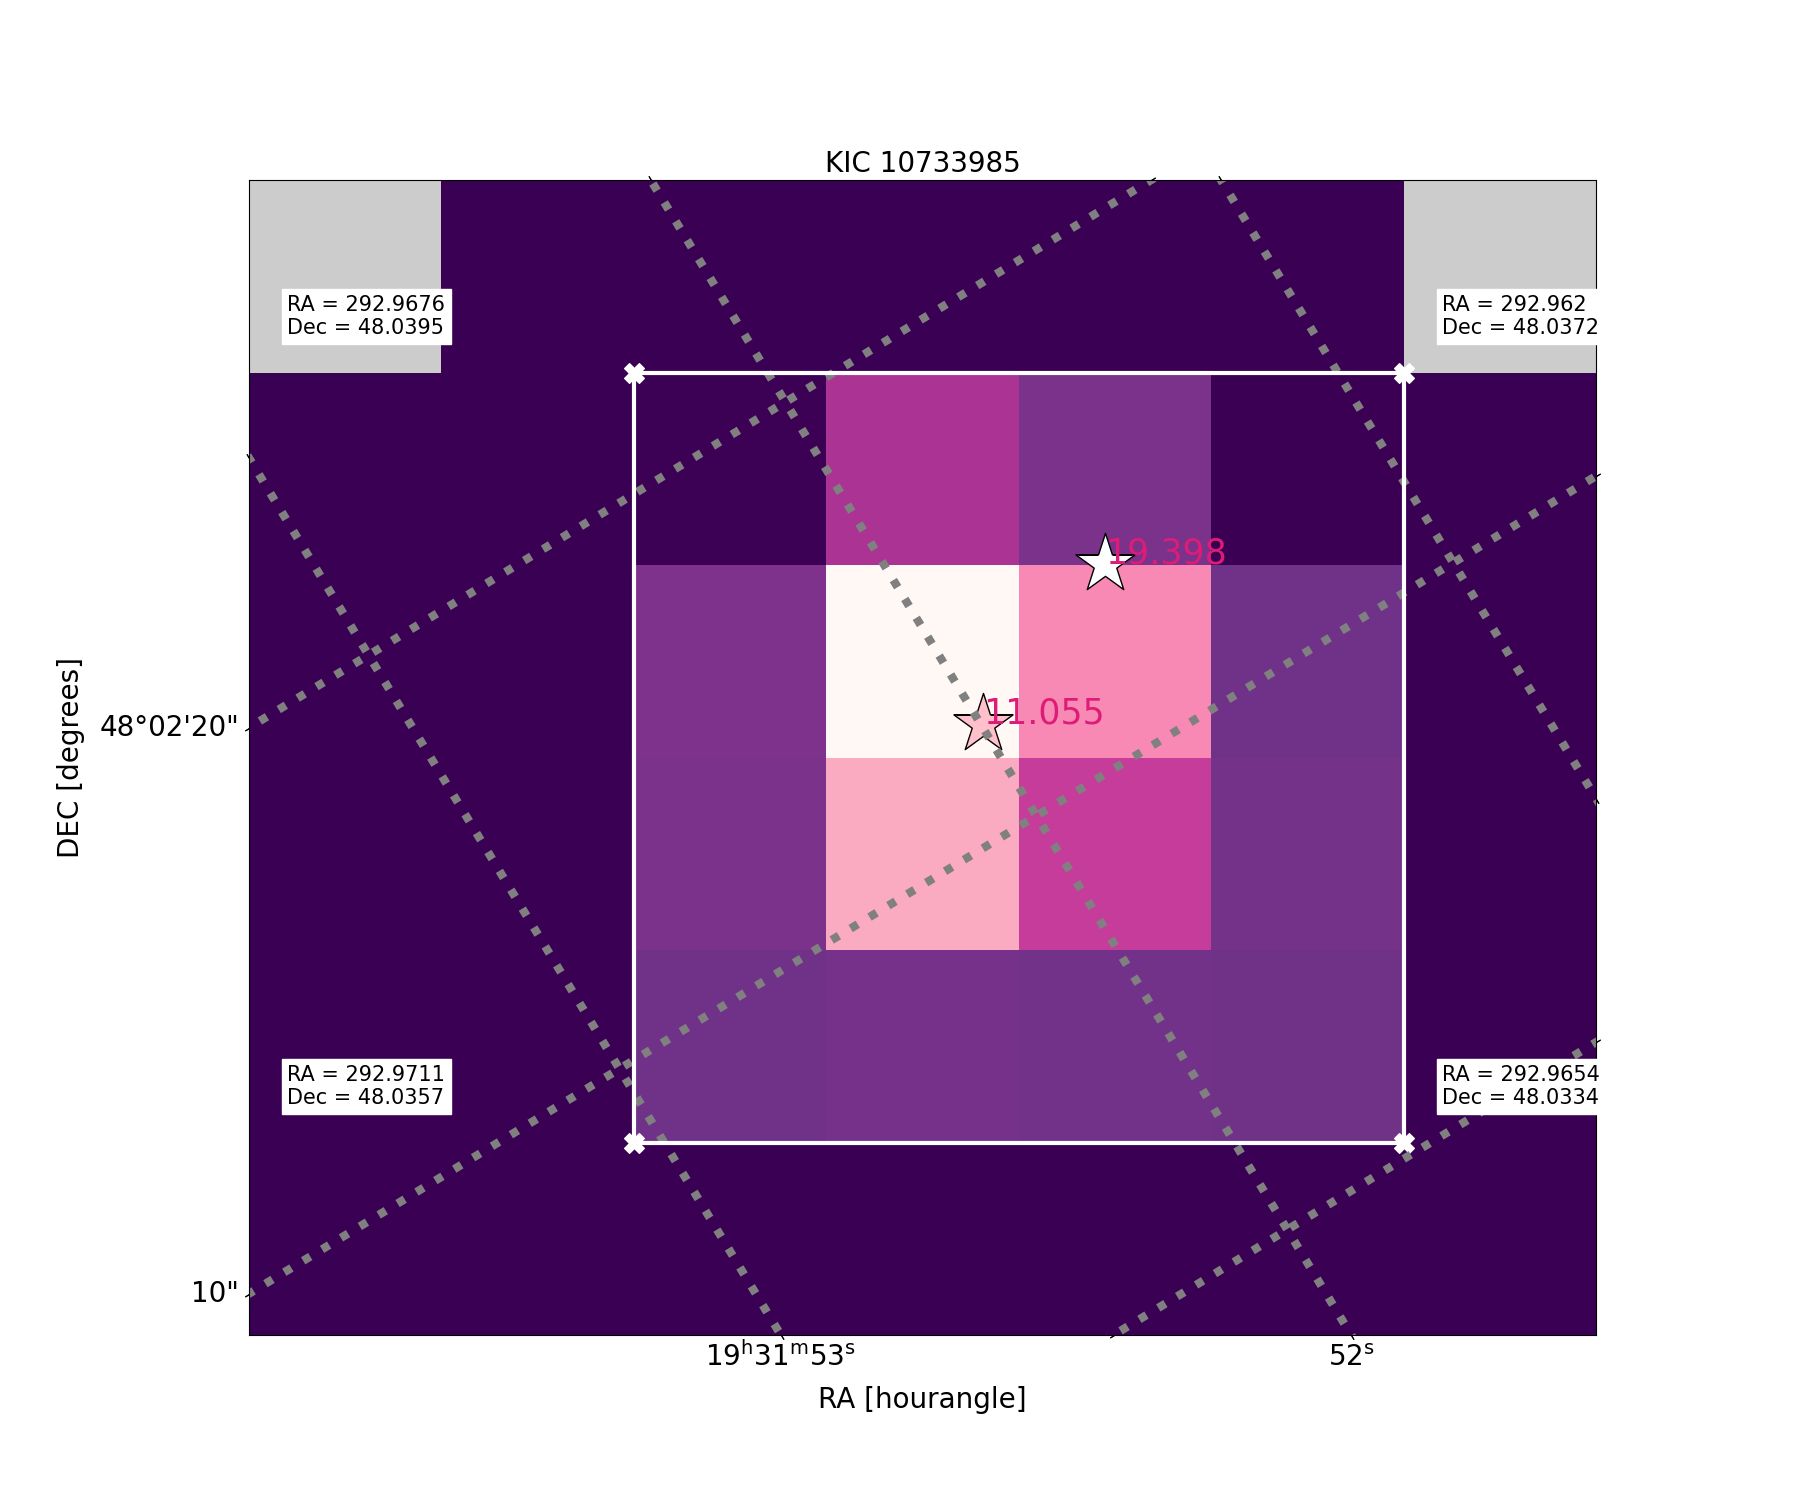 KIC 10733985
RA = 292.9676
Dec = 48.0395
RA = 292.962
Dec = 48.0372
19.398
11.055
DEC [degrees]
48°02'20"
RA = 292.9711
Dec = 48.0357
RA = 292.9654
Dec = 48.0334
10"
19ʰ31ᵐ53ˢ
52ˢ
RA [hourangle]